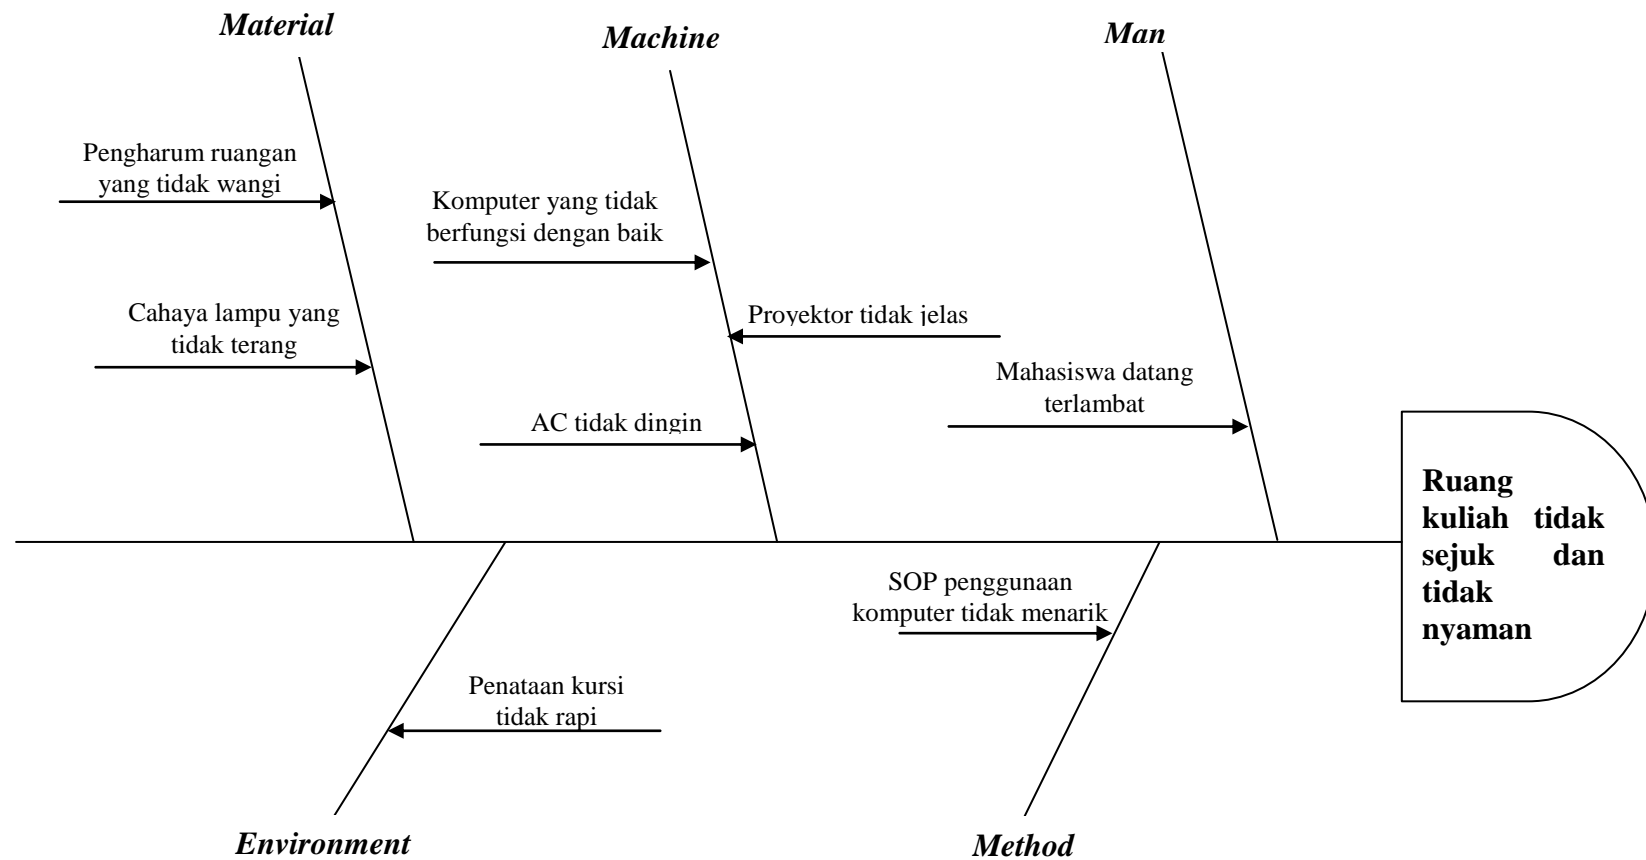 Material
Machine
Man
Pengharum ruangan
yang tidak wangi
Komputer yang tidak
berfungsi dengan baik
Cahaya lampu yang
tidak terang
Proyektor tidak jelas
Mahasiswa datang
terlambat
AC tidak dingin
Ruang
kuliah tidak
sejuk dan
tidak
nyaman
SOP penggunaan
komputer tidak menarik
Penataan kursi
tidak rapi
Environment
Method